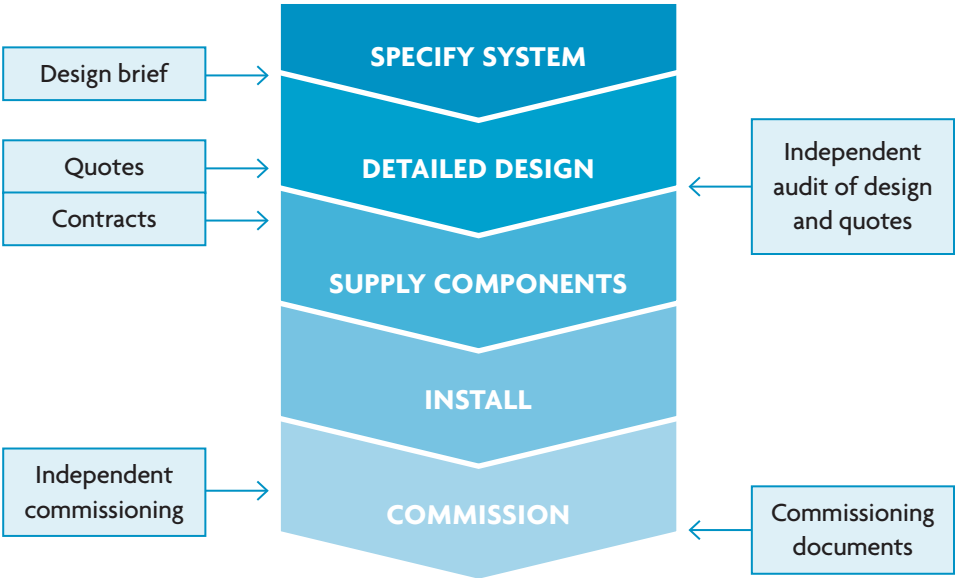 SPECIFY SYSTEM
Design brief
DETAILED DESIGN
Quotes
Contracts
Independent
audit of design
and quotes
SUPPLY COMPONENTS
INSTALL
Independent
commissioning
COMMISSION
Commissioning
documents